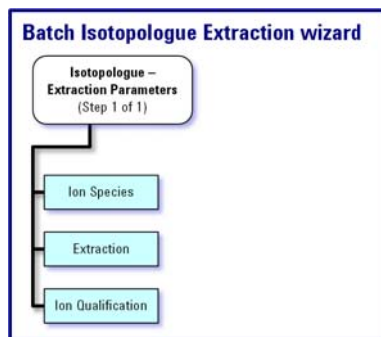 Batch Isotopologue Extraction wizard
Isotopologue –
Extraction Parameters
(Step 1 of 1)
Ion Species
Extraction
Ion Qualification